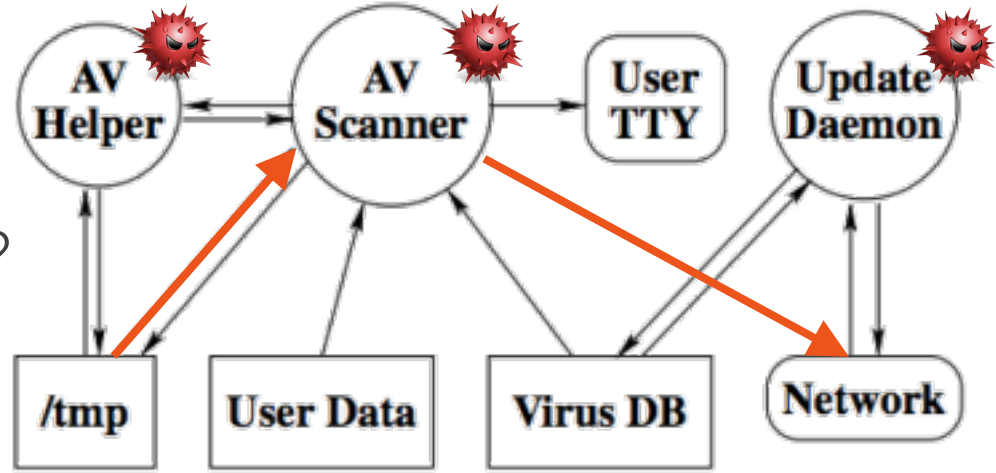 AV
Helper
AV
Scanner
User
TTY
Update
Daemon
/tmp
User Data
Virus DB
Network